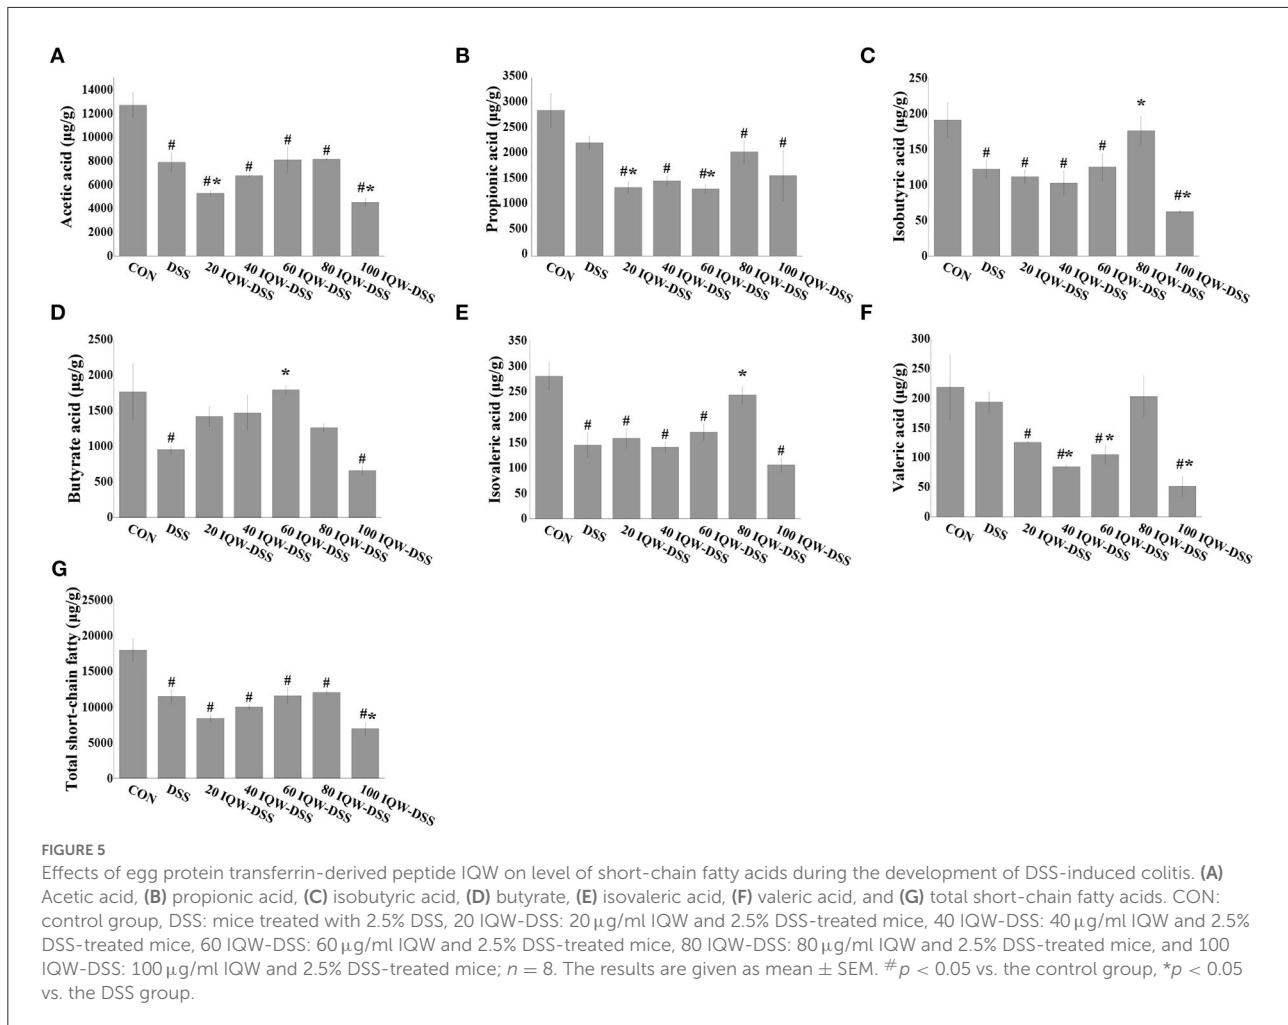 A
Acetic acid (µg/g)
14000
12000
10000
8000
6000
4000
2000
0
#
#*
#
#
#
#*
CON
DSS
20 IQW-DSS
40 IQW-DSS
60 IQW-DSS
80 IQW-DSS
100 IQW-DSS
B
Propionic acid (µg/g)
3500
3000
2500
2000
1500
1000
500
0
#*
#
#*
#
#
CON
DSS
20 IQW-DSS
40 IQW-DSS
60 IQW-DSS
80 IQW-DSS
100 IQW-DSS
C
Isobutyric acid (µg/g)
250
200
150
100
50
0
#
#
#
#
*
#*
CON
DSS
20 IQW-DSS
40 IQW-DSS
60 IQW-DSS
80 IQW-DSS
100 IQW-DSS
D
Butyrate acid (µg/g)
2500
2000
1500
1000
500
0
#
*
#
CON
DSS
20 IQW-DSS
40 IQW-DSS
60 IQW-DSS
80 IQW-DSS
100 IQW-DSS
E
Isovaleric acid (µg/g)
350
300
250
200
150
100
50
0
#
#
#
#
*
#
CON
DSS
20 IQW-DSS
40 IQW-DSS
60 IQW-DSS
80 IQW-DSS
100 IQW-DSS
F
Valeric acid (µg/g)
300
250
200
150
100
50
0
#
#*
#*
#*
CON
DSS
20 IQW-DSS
40 IQW-DSS
60 IQW-DSS
80 IQW-DSS
100 IQW-DSS
G
Total short-chain fatty (µg/g)
25000
20000
15000
10000
5000
0
#
#
#
#
#
#*
CON
DSS
20 IQW-DSS
40 IQW-DSS
60 IQW-DSS
80 IQW-DSS
100 IQW-DSS
FIGURE 5
Effects of egg protein transferrin-derived peptide IQW on level of short-chain fatty acids during the development of DSS-induced colitis. (A)
Acetic acid, (B) propionic acid, (C) isobutyric acid, (D) butyrate, (E) isovaleric acid, (F) valeric acid, and (G) total short-chain fatty acids. CON:
control group, DSS: mice treated with 2.5% DSS, 20 IQW-DSS: 20 µg/ml IQW and 2.5% DSS-treated mice, 40 IQW-DSS: 40 µg/ml IQW and 2.5%
DSS-treated mice, 60 IQW-DSS: 60 µg/ml IQW and 2.5% DSS-treated mice, 80 IQW-DSS: 80 µg/ml IQW and 2.5% DSS-treated mice, and 100
IQW-DSS: 100 µg/ml IQW and 2.5% DSS-treated mice; n = 8. The results are given as mean ± SEM. #p < 0.05 vs. the control group, *p < 0.05
vs. the DSS group.